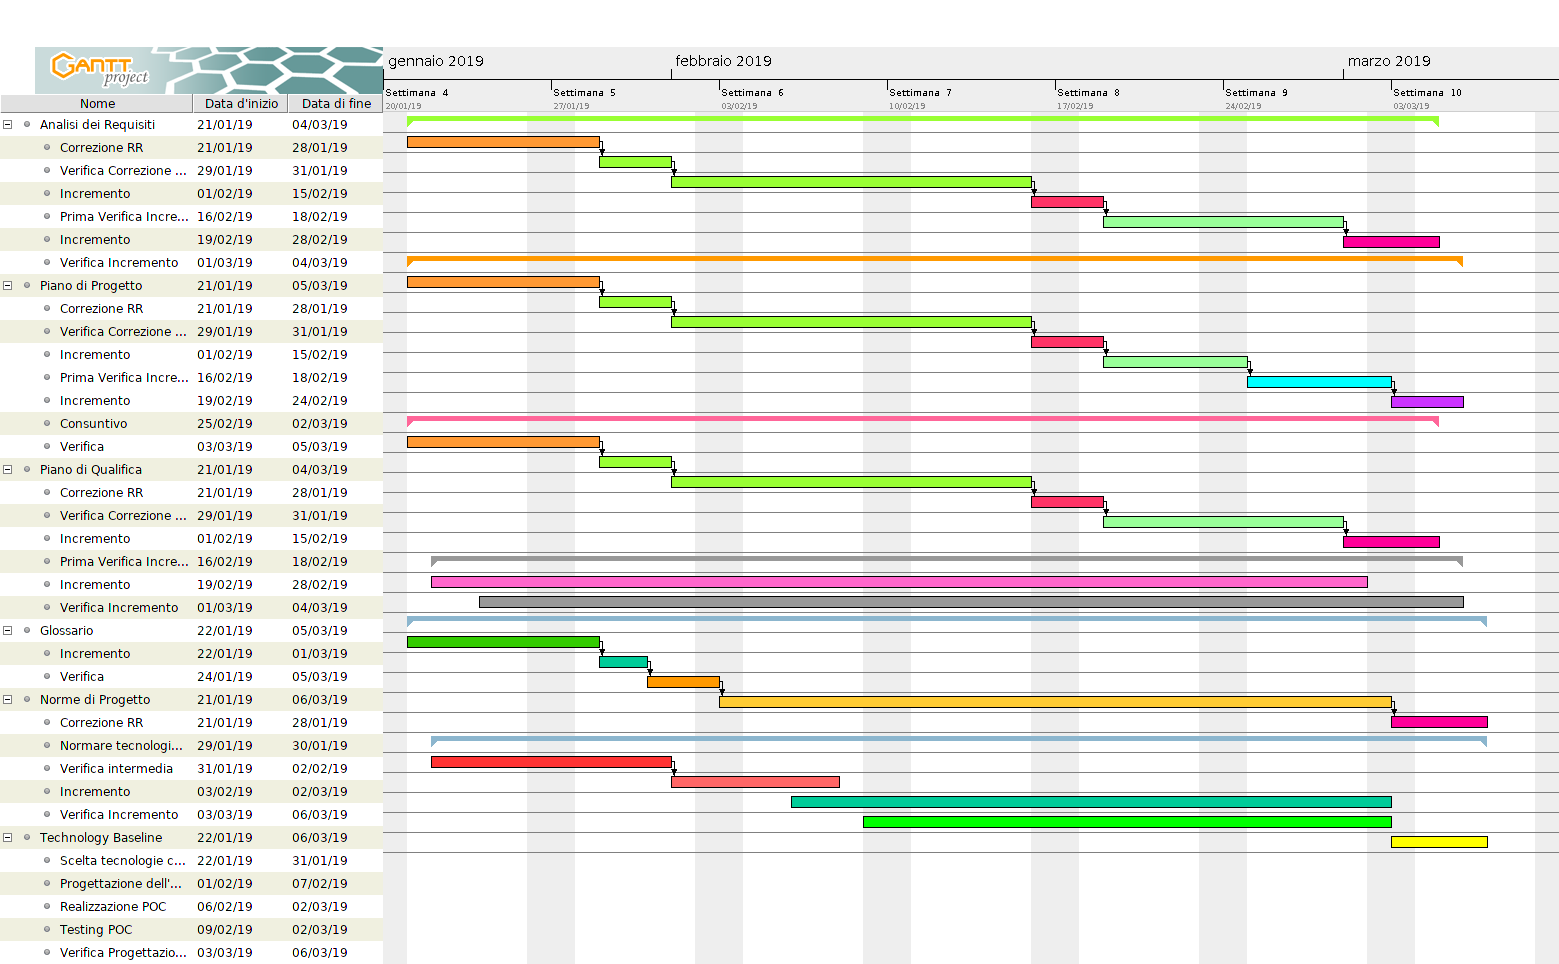 GANTT
project
gennaio 2019 febbraio 2019 marzo 2019
Settimana 4 Settimana 5 Settimana 6 Settimana 7 Settimana 8 Settimana 9 Settimana 10
20/01/19 27/01/19 03/02/19 10/02/19 17/02/19 24/02/19 03/03/19
Nome Data d'inizio Data di fine
Analisi dei Requisiti 21/01/19 04/03/19
Correzione RR 21/01/19 28/01/19
Verifica Correzione ... 29/01/19 31/01/19
Incremento 01/02/19 15/02/19
Prima Verifica Incre... 16/02/19 18/02/19
Incremento 19/02/19 28/02/19
Verifica Incremento 01/03/19 04/03/19
Piano di Progetto 21/01/19 05/03/19
Correzione RR 21/01/19 28/01/19
Verifica Correzione ... 29/01/19 31/01/19
Incremento 01/02/19 15/02/19
Prima Verifica Incre... 16/02/19 18/02/19
Incremento 19/02/19 24/02/19
Consuntivo 25/02/19 02/03/19
Verifica 03/03/19 05/03/19
Piano di Qualifica 21/01/19 04/03/19
Correzione RR 21/01/19 28/01/19
Verifica Correzione ... 29/01/19 31/01/19
Incremento 01/02/19 15/02/19
Prima Verifica Incre... 16/02/19 18/02/19
Incremento 19/02/19 28/02/19
Verifica Incremento 01/03/19 04/03/19
Glossario 22/01/19 05/03/19
Incremento 22/01/19 01/03/19
Verifica 24/01/19 05/03/19
Norme di Progetto 21/01/19 06/03/19
Correzione RR 21/01/19 28/01/19
Normare tecnologi... 29/01/19 30/01/19
Verifica intermedia 31/01/19 02/02/19
Incremento 03/02/19 02/03/19
Verifica Incremento 03/03/19 06/03/19
Technology Baseline 22/01/19 06/03/19
Scelta tecnologie c... 22/01/19 31/01/19
Progettazione dell'... 01/02/19 07/02/19
Realizzazione POC 06/02/19 02/03/19
Testing POC 09/02/19 02/03/19
Verifica Progettazio... 03/03/19 06/03/19